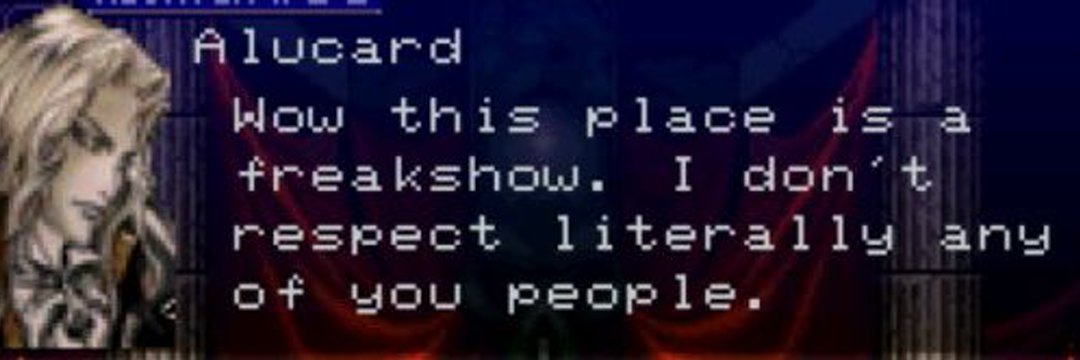 Alucard
Wow this place is a
freakshow. I don't
respect literally any
of you people.